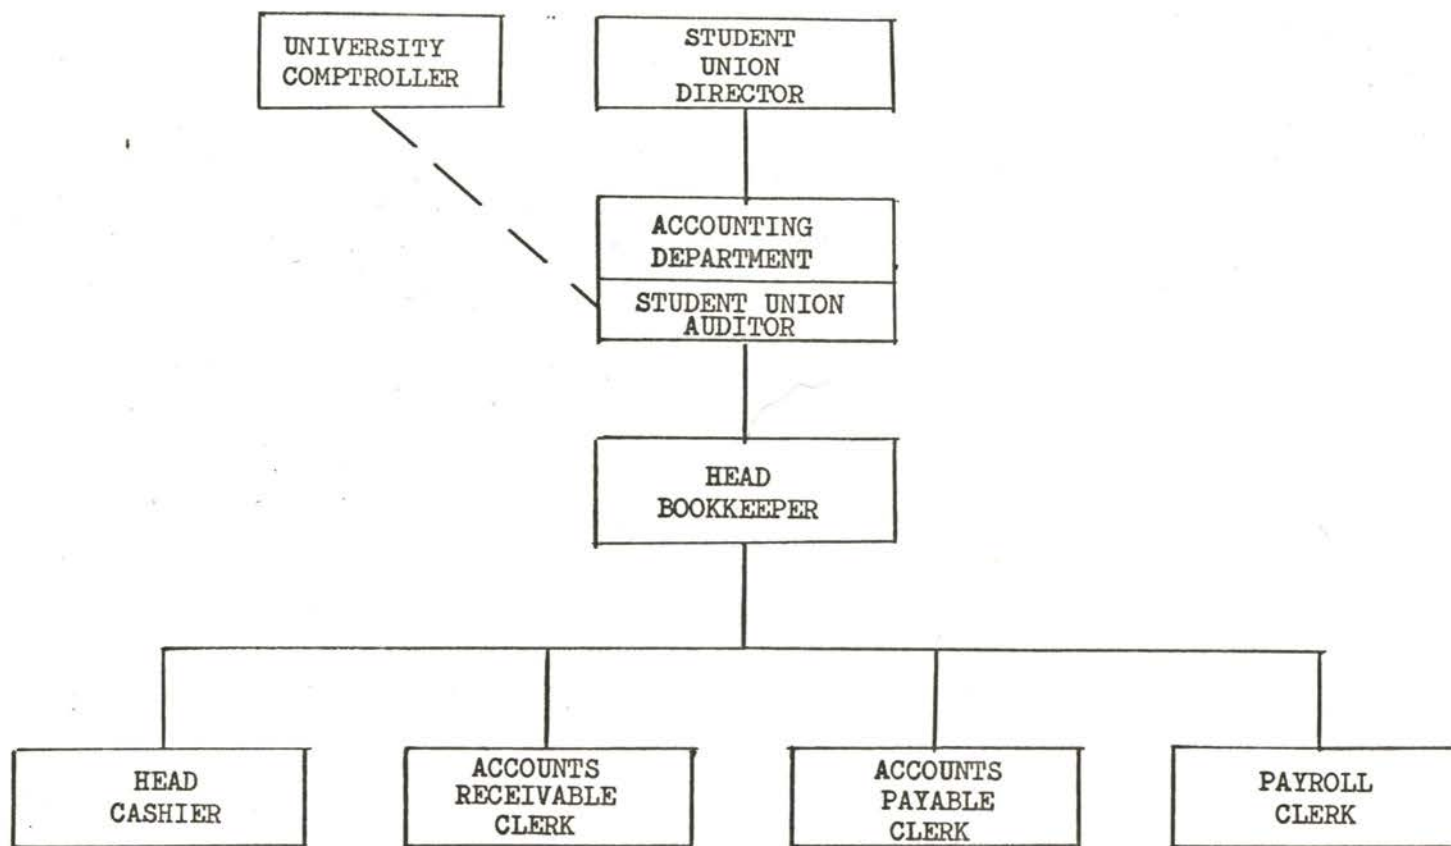 UNIVERSITY
COMPTROLLER
STUDENT
UNION
DIRECTOR
ACCOUNTING
DEPARTMENT
STUDENT UNION
AUDITOR
HEAD
BOOKKEEPER
HEAD
CASHIER
ACCOUNTS
RECEIVABLE
CLERK
ACCOUNTS
PAYABLE
CLERK
PAYROLL
CLERK